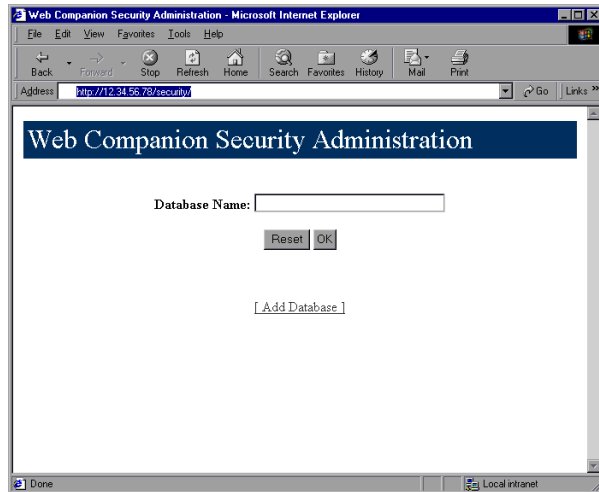 Web Companion Security Administration - Microsoft Internet Explorer
File Edit View Favorites Tools Help
Back Forward Stop Refresh Home Search Favorites History Mail Print
Address http://12.34.56.78/security/ Go Links »
Web Companion Security Administration
Database Name:
Reset OK
[ Add Database ]
Done Local intranet